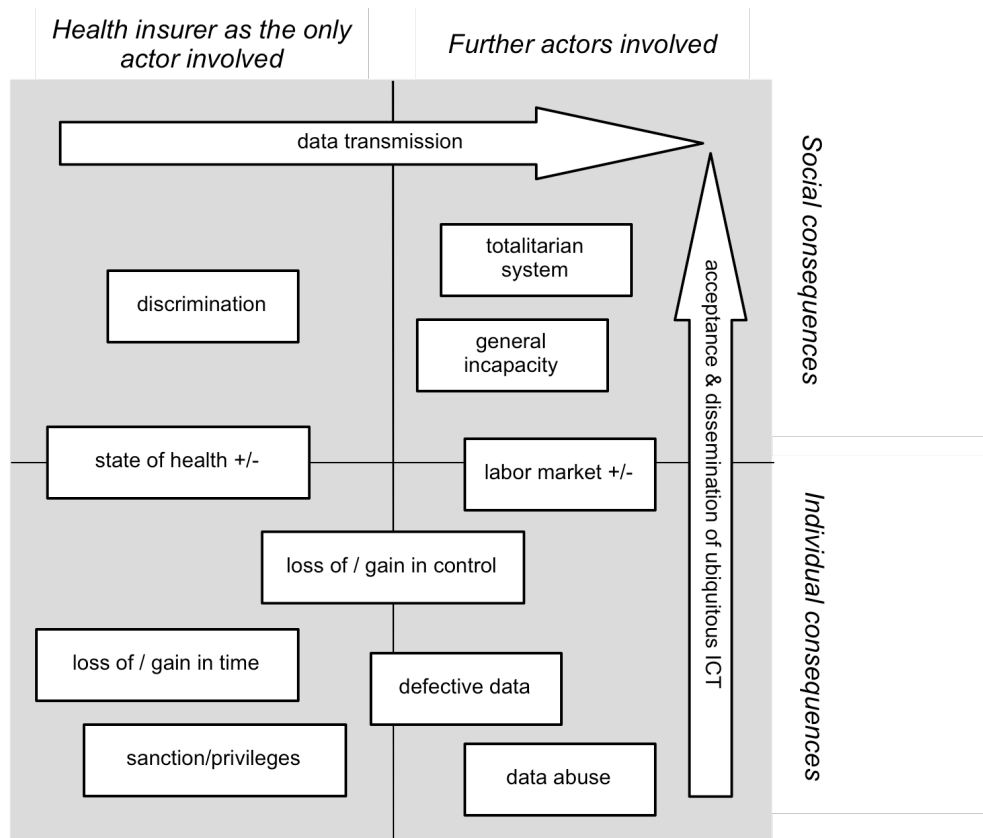 Health insurer as the only
actor involved
Further actors involved
data transmission
Social consequences
totalitarian
system
discrimination
general
incapacity
acceptance & dissemination of ubiquitous ICT
state of health +/-
labor market +/-
Individual consequences
loss of / gain in control
loss of / gain in time
defective data
sanction/privileges
data abuse